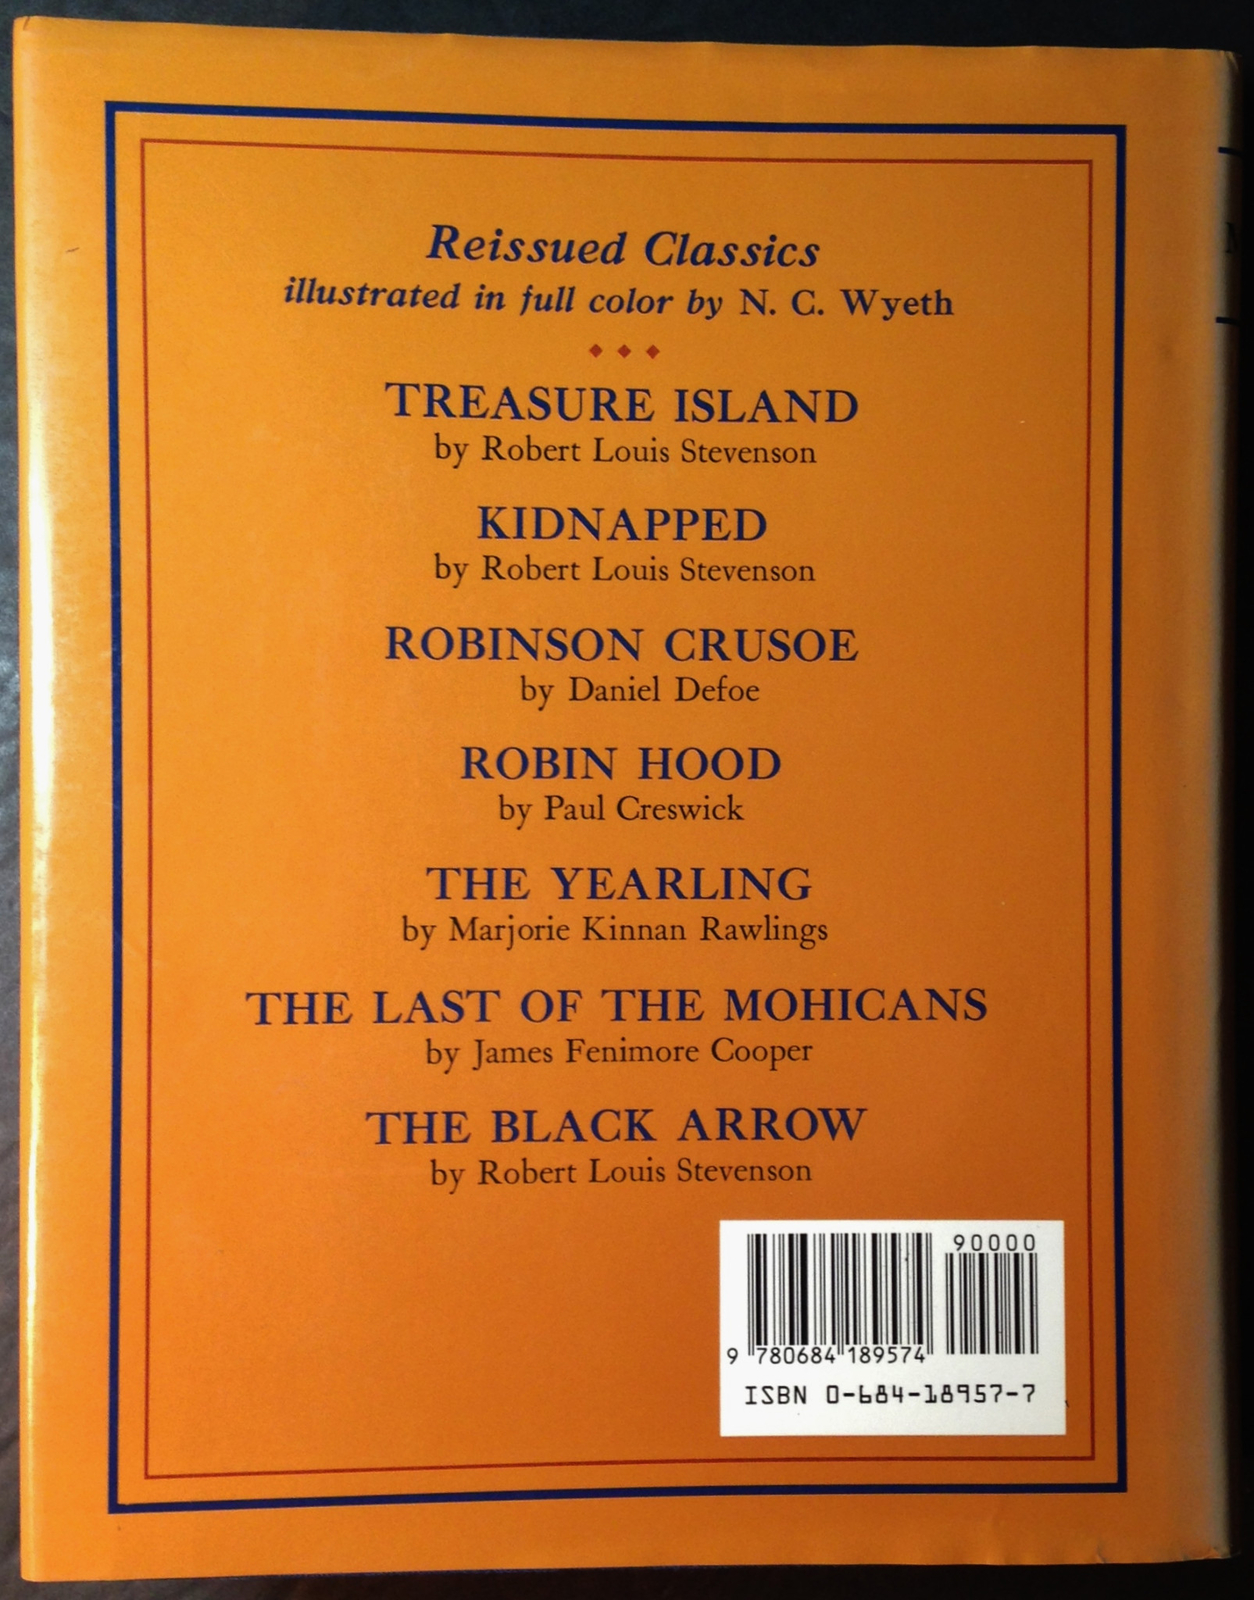 Reissued Classics
illustrated in full color by N. C. Wyeth
TREASURE ISLAND
by Robert Louis Stevenson
KIDNAPPED
by Robert Louis Stevenson
ROBINSON CRUSOE
by Daniel Defoe
ROBIN HOOD
by Paul Creswick
THE YEARLING
by Marjorie Kinnan Rawlings
THE LAST OF THE MOHICANS
by James Fenimore Cooper
THE BLACK ARROW
by Robert Louis Stevenson
90000
9 780684 189574
ISBN 0-684-18957-7